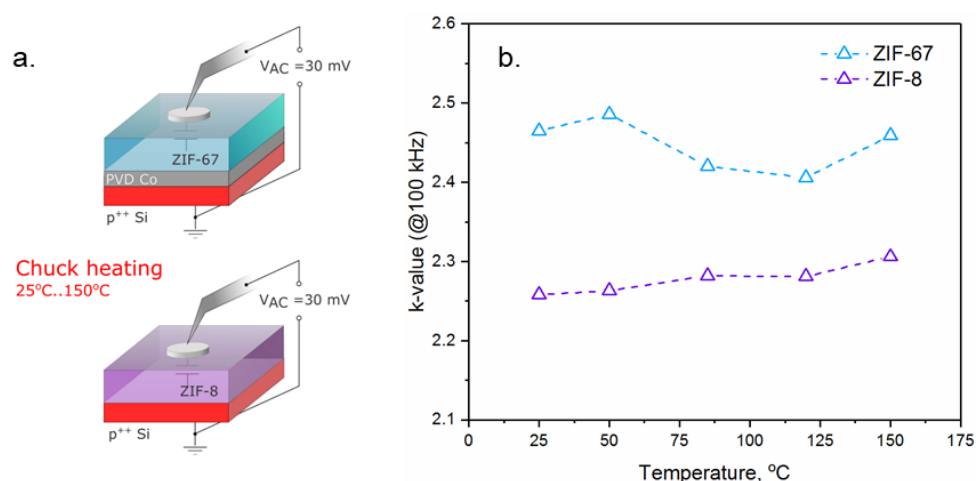 a.
V_AC =30 mV
ZIF-67
PVD Co
p⁺⁺ Si
Chuck heating
25°C..150°C
V_AC =30 mV
ZIF-8
p⁺⁺ Si
b.
ZIF-67
ZIF-8
k-value (@100 kHz)
2.6
2.5
2.4
2.3
2.2
2.1
0 25 50 75 100 125 150 175
Temperature, °C